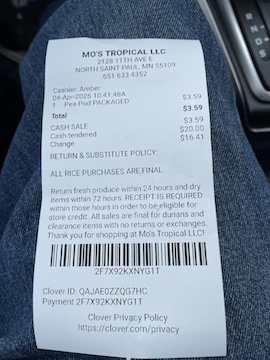 MO'S TROPICAL LLC
2128 11TH AVE E
NORTH SAINT PAUL, MN 55109
651 633 4352
Cashier: Amber
04-Apr-2026 10:41:48A
1 Pea Pod PACKAGED $3.59
Total $3.59
CASH SALE $3.59
Cash tendered $20.00
Change $16.41
RETURN & SUBSTITUTE POLICY:
ALL RICE PURCHASES ARE FINAL.
Return fresh produce within 24 hours and dry
items within 72 hours. RECEIPT IS REQUIRED
within those hours in order to be eligible for
store credit. All sales are final for durians and
clearance items with no returns or exchanges.
Thank you for shopping at Mo's Tropical LLC!
2F7X92KXNYG1T
Clover ID: QAJAEDZZQG7HC
Payment 2F7X92KXNYG1T
Clover Privacy Policy
https://clover.com/privacy
R
N
D